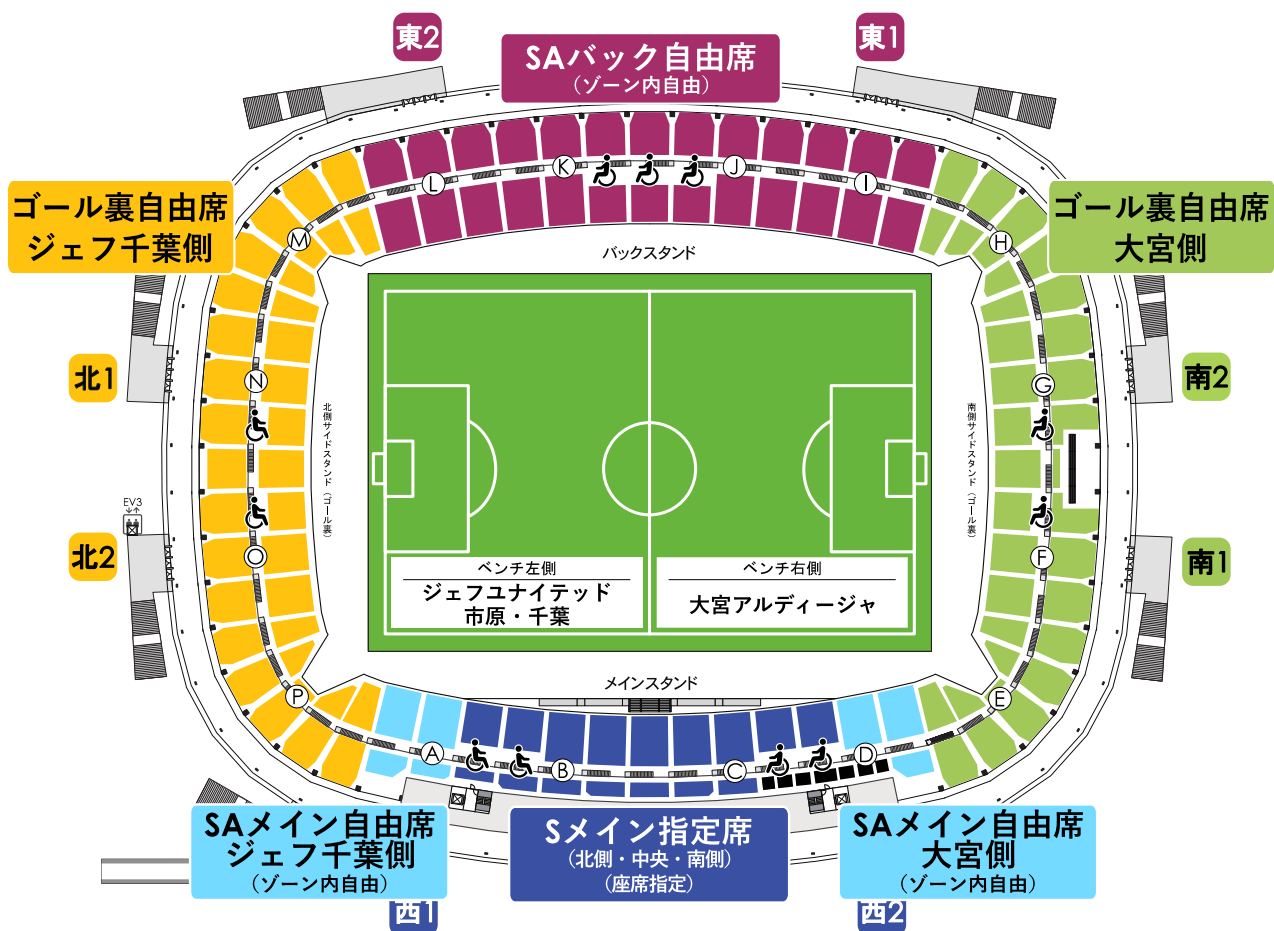 東2
東1
SAバック自由席
(ゾーン内自由)
K
J
L
I
ゴール裏自由席
ジェフ千葉側
ゴール裏自由席
大宮側
M
H
バックスタンド
北1
N
G
南2
北側サイドスタンド(ゴール裏)
南側サイドスタンド(ゴール裏)
EV3
北2
O
F
南1
ベンチ左側
ジェフユナイテッド
市原・千葉
ベンチ右側
大宮アルディージャ
メインスタンド
P
E
A
B
C
D
SAメイン自由席
ジェフ千葉側
(ゾーン内自由)
Sメイン指定席
(北側・中央・南側)
(座席指定)
SAメイン自由席
大宮側
(ゾーン内自由)
西1
西2